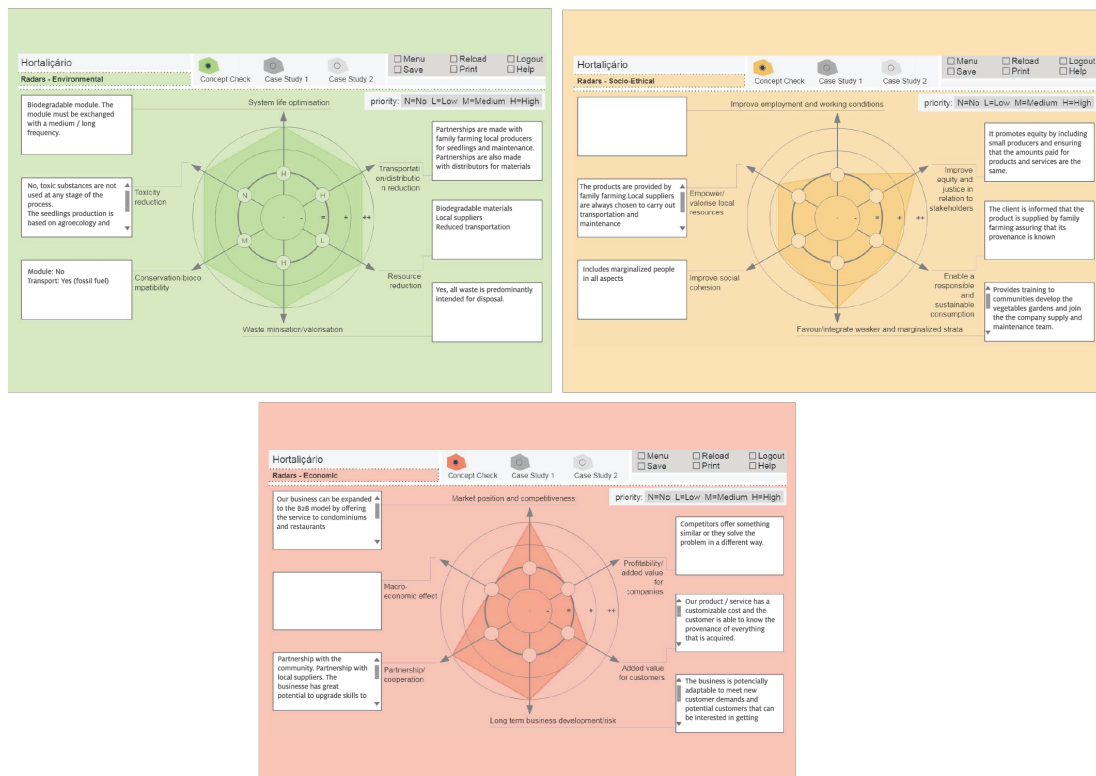 Hortaliçário
Radars - Environmental
Concept Check
Case Study 1
Case Study 2
Menu
Reload
Logout
Save
Print
Help
priority: N=No L=Low M=Medium H=High
Biodegradable module. The
module must be exchanged
with a medium / long
frequency.
System life optimisation
Partnerships are made with
family farming local producers
for seedlings and maintenance.
Partnerships are also made
with distributors for materials
Transportati
on/distributio
n reduction
No, toxic substances are not
used at any stage of the
process.
The seedlings production is
based on agroecology and
Toxicity
reduction
H
N
H
M
L
H
- = + ++
Biodegradable materials
Local suppliers
Reduced transportation
Module: No
Transport: Yes (fossil fuel)
Conservation/bioco
mpatibility
Resource
reduction
Yes, all waste is predominantly
intended for disposal.
Waste minisation/valorisation
Hortaliçário
Radars - Socio-Ethical
Concept Check
Case Study 1
Case Study 2
Menu
Reload
Logout
Save
Print
Help
priority: N=No L=Low M=Medium H=High
Improve employment and working conditions
It promotes equity by including
small producers and ensuring
that the amounts paid for
products and services are the
same.
Improve
equity and
justice in
relation to
stakeholders
The products are provided by
family farming.Local suppliers
are always chosen to carry out
transportation and
maintenance
Empower/
valorise local
resources
- = + ++
The client is informed that the
product is supplied by family
farming assuring that its
provenance is known
Includes marginalized people
in all aspects
Improve social
cohesion
Enable a
responsible
and
sustainable
consumption
Provides training to
communities develop the
vegetables gardens and join
the the company supply and
maintenance team.
Favour/integrate weaker and marginalized strata
Hortaliçário
Radars - Economic
Concept Check
Case Study 1
Case Study 2
Menu
Reload
Logout
Save
Print
Help
priority: N=No L=Low M=Medium H=High
Our business can be expanded
to the B2B model by offering
the service to condominiums
and restaurants
Market position and competitiveness
Competitors offer something
similar or they solve the
problem in a different way.
Profitability/
added value
for
companies
Macro-
economic effect
- = + ++
Our product / service has a
customizable cost and the
customer is able to know the
provenance of everything
that is acquired.
Partnership with the
community. Partnership with
local suppliers. The
businesse has great
potential to upgrade skills to
Partnership/
cooperation
Added value
for customers
The business is potencially
adaptable to meet new
customer demands and
potential customers that can
be interested in getting
Long term business development/risk